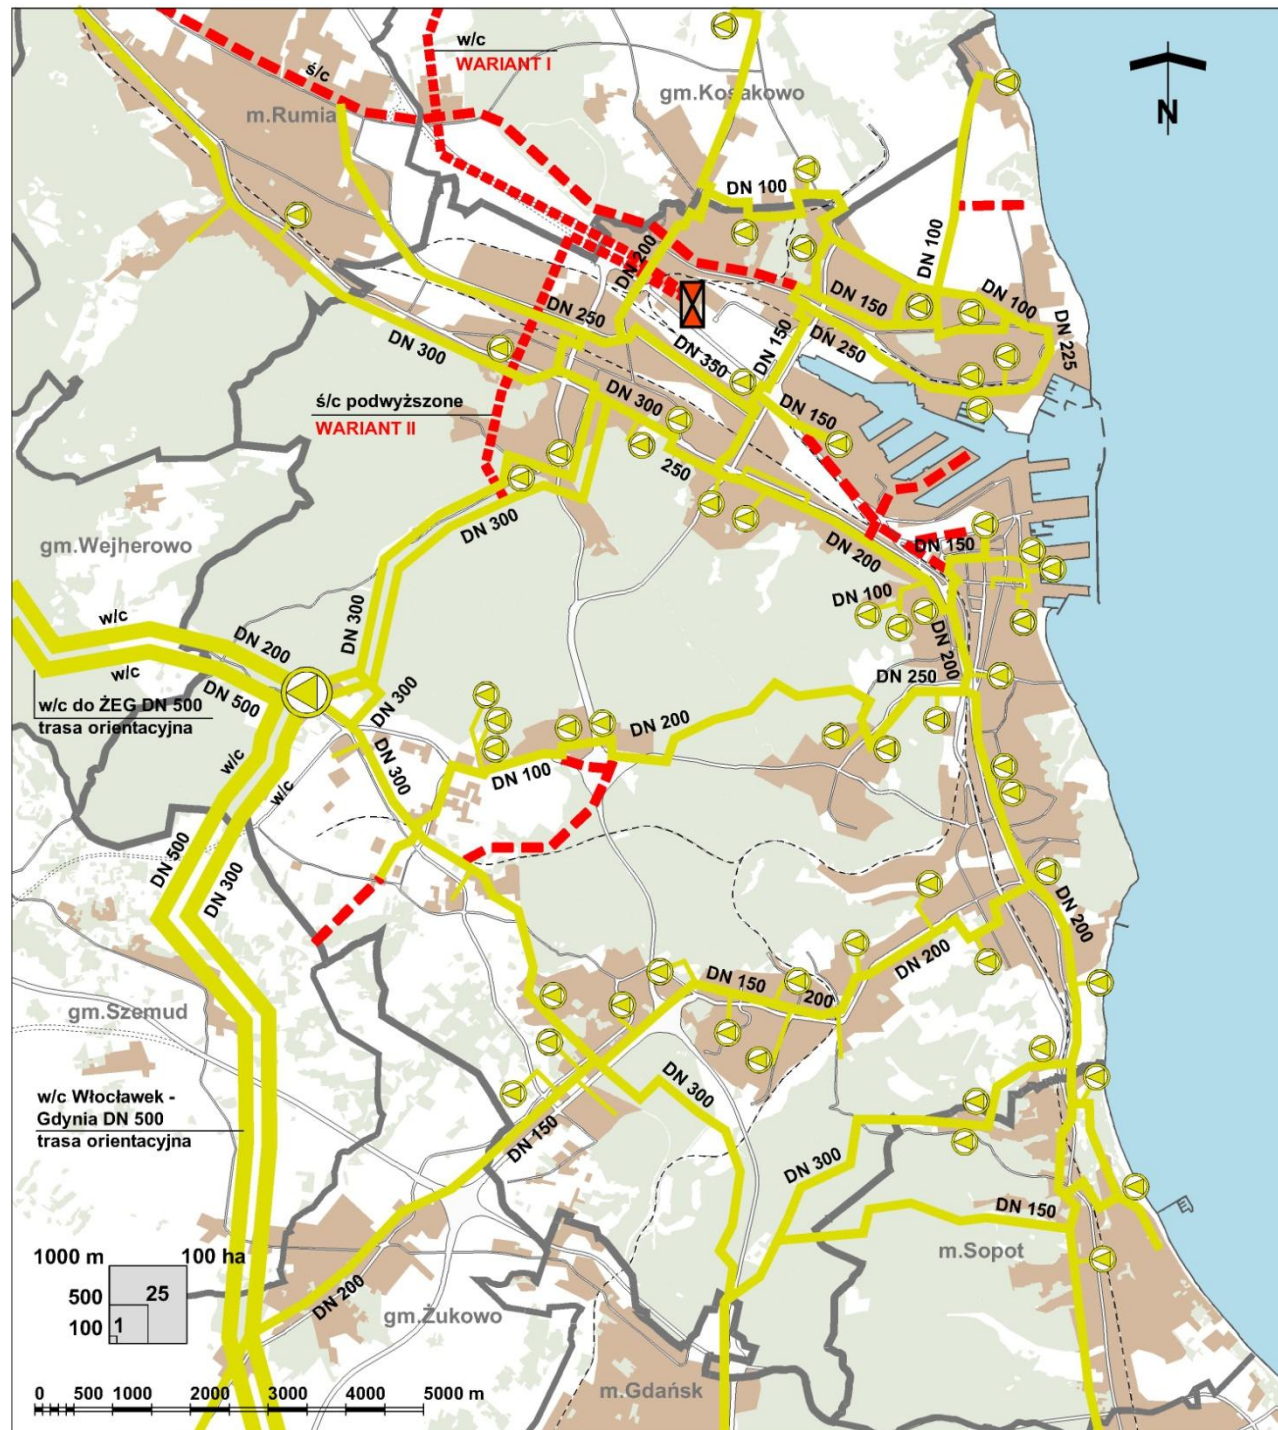 w/c
WARIANT I
ś/c
gm.Kosakowo
m.Rumia
N
DN 100
DN 200
DN 100
DN 250
DN 150
DN 100
DN 300
DN 350
DN 150
DN 250
DN 225
ś/c podwyższone
WARIANT II
DN 300
DN 150
250
DN 300
gm.Wejherowo
DN 200
DN 150
DN 300
DN 100
w/c
DN 200
DN 200
w/c
DN 500
DN 300
DN 250
w/c do ŻEG DN 500
trasa orientacyjna
DN 200
w/c
DN 300
DN 100
w/c
DN 500
DN 300
DN 200
DN 200
DN 150
200
gm.Szemud
w/c Włocławek -
Gdynia DN 500
trasa orientacyjna
DN 300
DN 150
DN 300
DN 150
m.Sopot
1000 m
100 ha
500
25
100
1
DN 200
gm.Żukowo
m.Gdańsk
0 500 1000 2000 3000 4000 5000 m